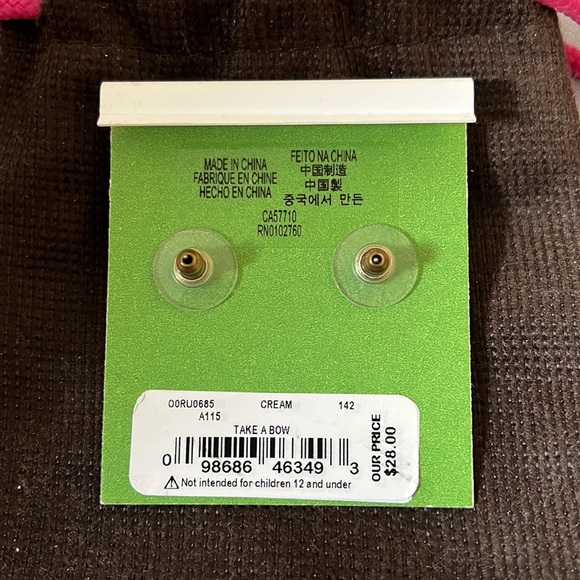 MADE IN CHINA
FABRIQUE EN CHINE
HECHO EN CHINA
FEITO NA CHINA
中国制造
中國製
중국에서 만든
CA57710
RN0102760
O0RU0685 CREAM 142
A115
TAKE A BOW
0 98686 46349 3
⚠ Not intended for children 12 and under
OUR PRICE
$28.00